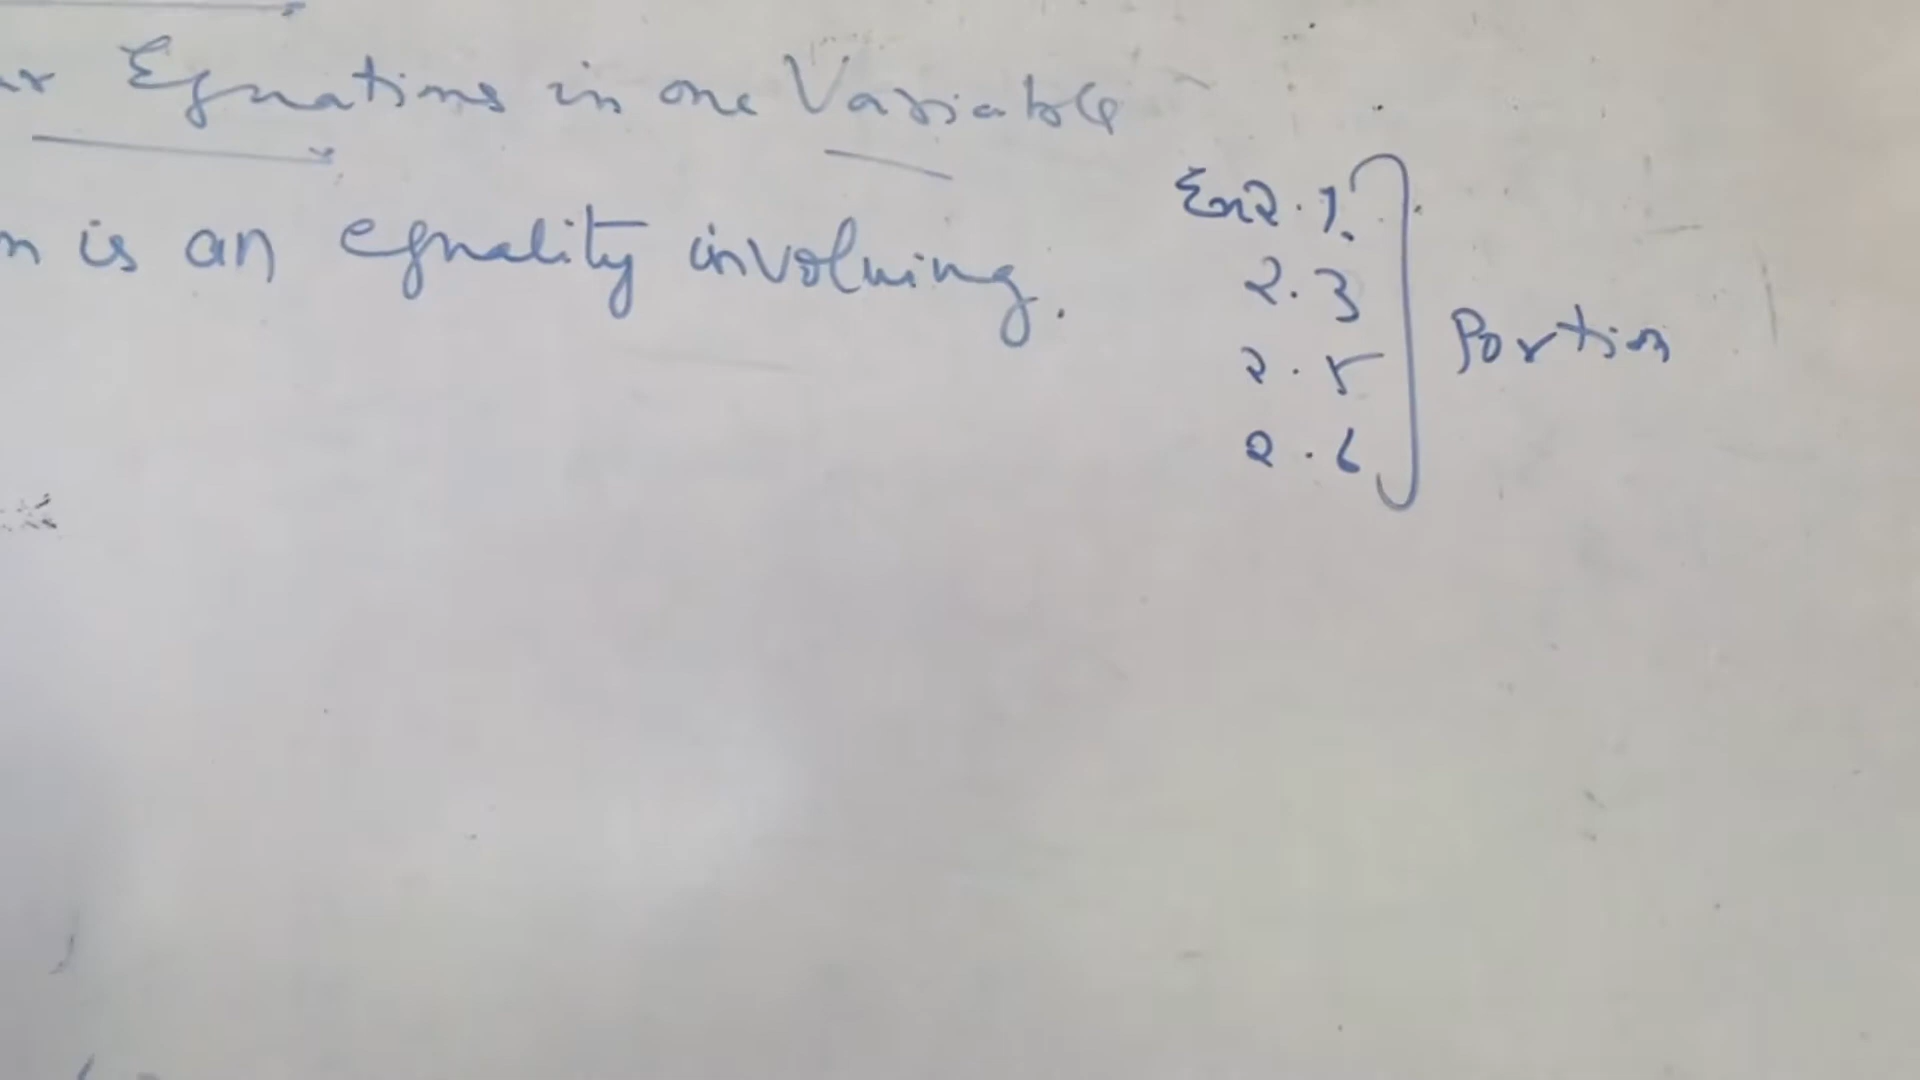 Equations in one Variable
is an equality involving.
Ex 2.1.
2.3
2.5
2.6
Portion